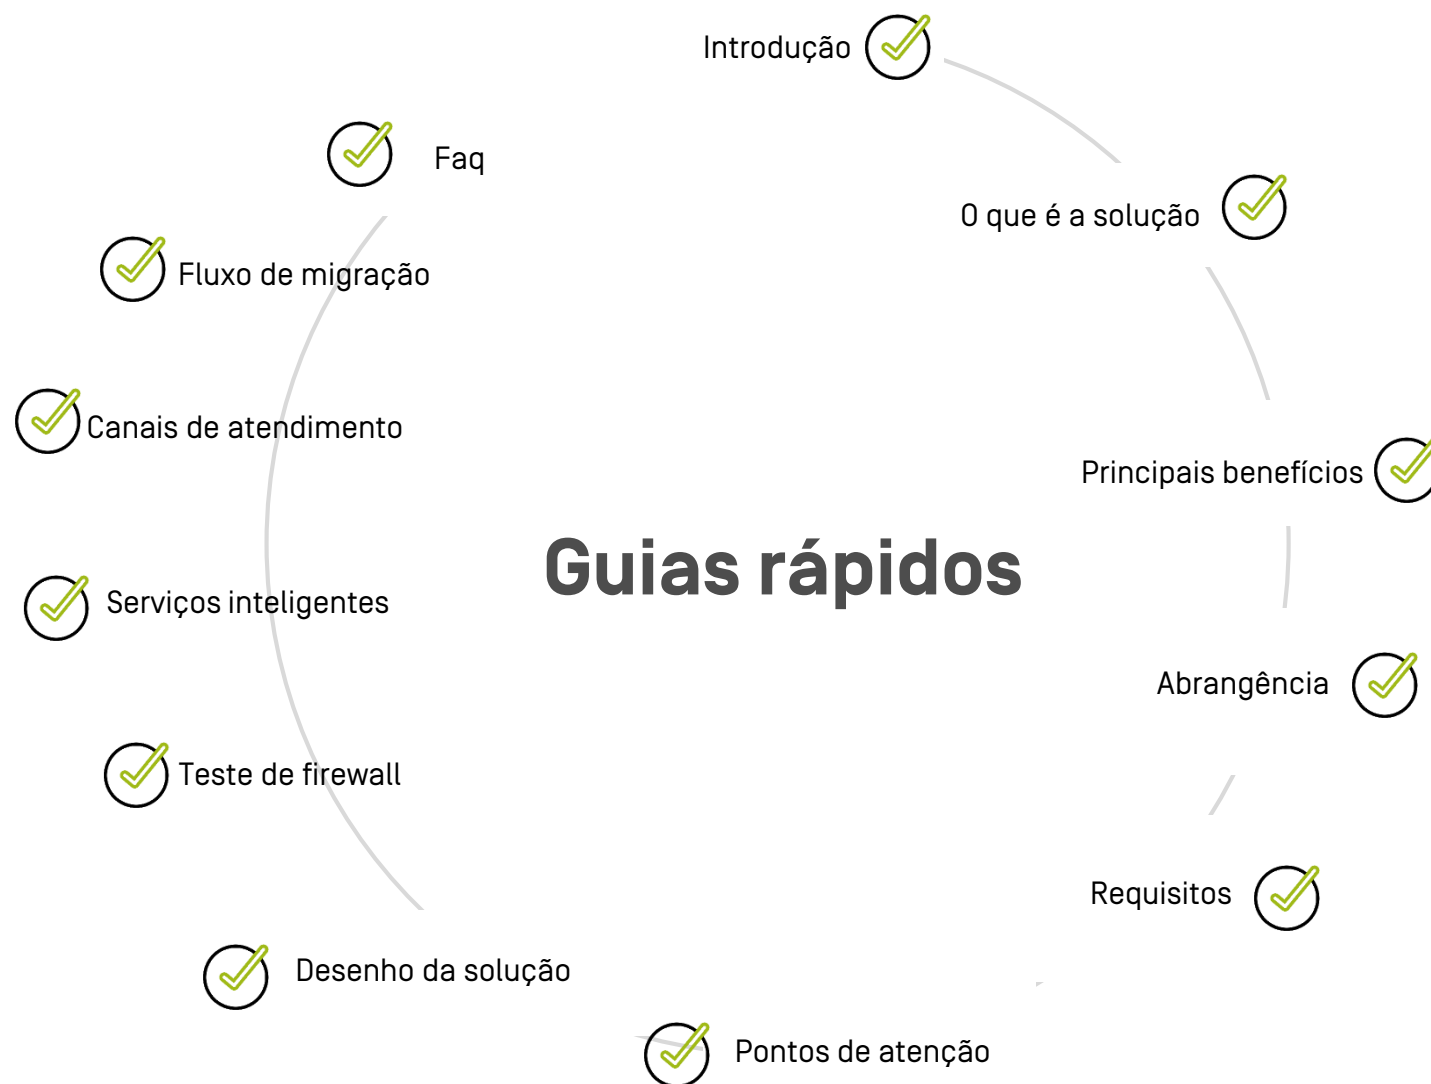 Introdução
O que é a solução
Principais benefícios
Abrangência
Requisitos
Pontos de atenção
Desenho da solução
Teste de firewall
Serviços inteligentes
Canais de atendimento
Fluxo de migração
Faq
Guias rápidos